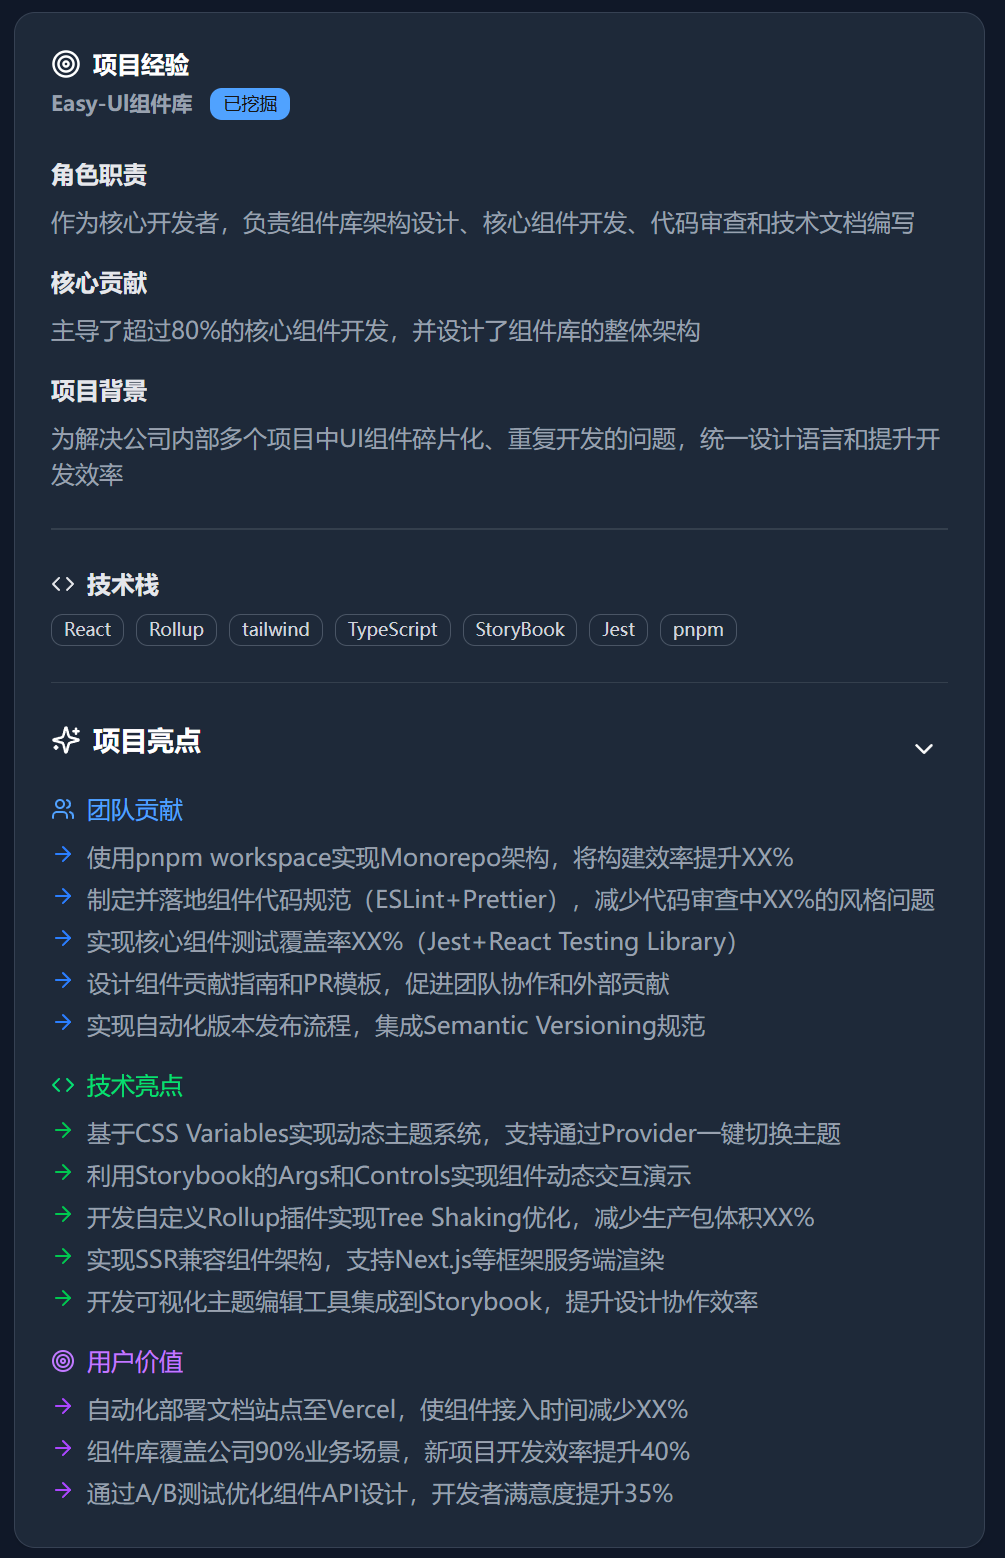 项目经验
Easy-UI组件库 已挖掘
角色职责
作为核心开发者，负责组件库架构设计、核心组件开发、代码审查和技术文档编写
核心贡献
主导了超过80%的核心组件开发，并设计了组件库的整体架构
项目背景
为解决公司内部多个项目中UI组件碎片化、重复开发的问题，统一设计语言和提升开
发效率
技术栈
React Rollup tailwind TypeScript StoryBook Jest pnpm
项目亮点
团队贡献
使用pnpm workspace实现Monorepo架构，将构建效率提升XX%
制定并落地组件代码规范（ESLint+Prettier），减少代码审查中XX%的风格问题
实现核心组件测试覆盖率XX%（Jest+React Testing Library）
设计组件贡献指南和PR模板，促进团队协作和外部贡献
实现自动化版本发布流程，集成Semantic Versioning规范
技术亮点
基于CSS Variables实现动态主题系统，支持通过Provider一键切换主题
利用Storybook的Args和Controls实现组件动态交互演示
开发自定义Rollup插件实现Tree Shaking优化，减少生产包体积XX%
实现SSR兼容组件架构，支持Next.js等框架服务端渲染
开发可视化主题编辑工具集成到Storybook，提升设计协作效率
用户价值
自动化部署文档站点至Vercel，使组件接入时间减少XX%
组件库覆盖公司90%业务场景，新项目开发效率提升40%
通过A/B测试优化组件API设计，开发者满意度提升35%